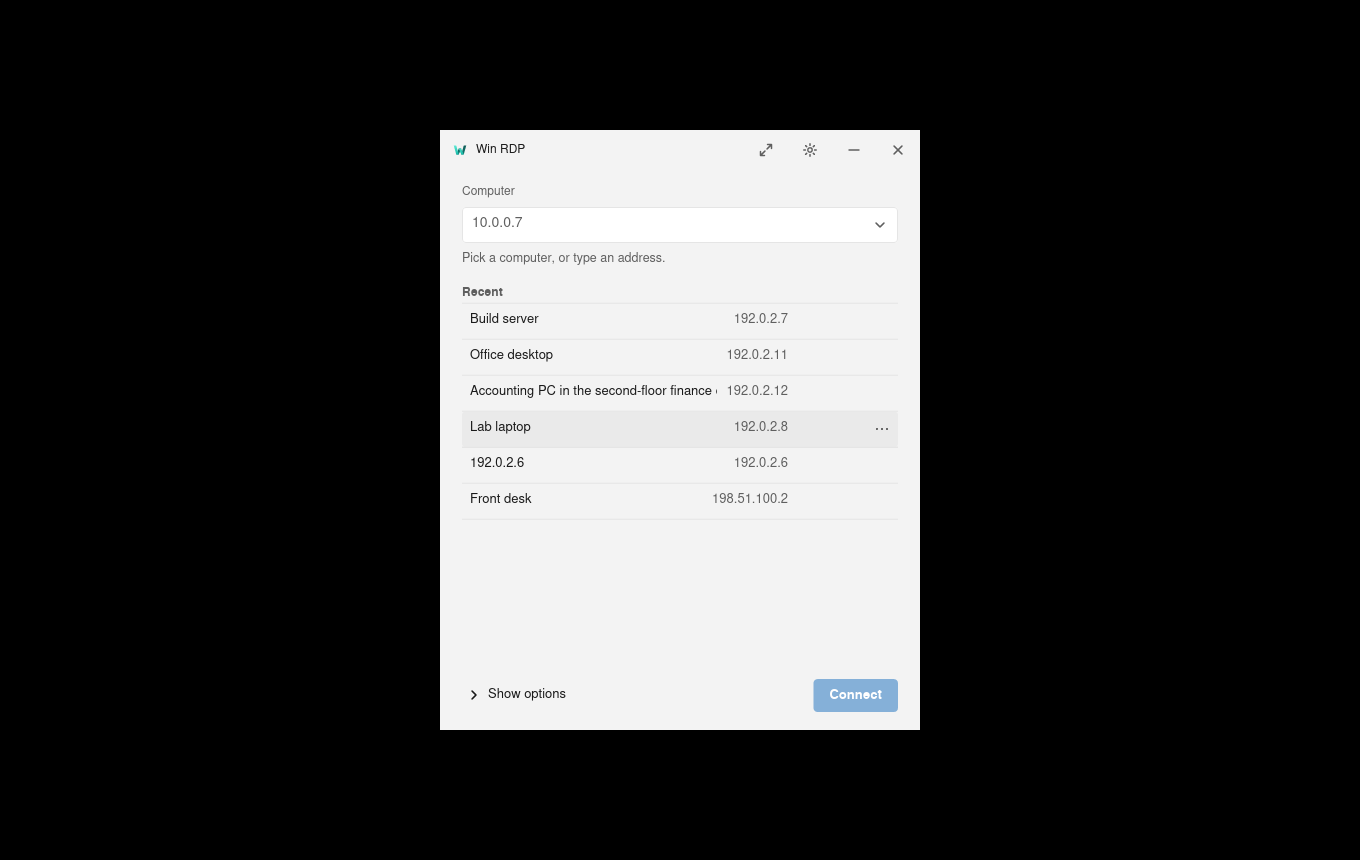 Win RDP
Computer
10.0.0.7
Pick a computer, or type an address.
Recent
Build server 192.0.2.7
Office desktop 192.0.2.11
Accounting PC in the second-floor finance 192.0.2.12
Lab laptop 192.0.2.8 ...
192.0.2.6 192.0.2.6
Front desk 198.51.100.2
Show options Connect